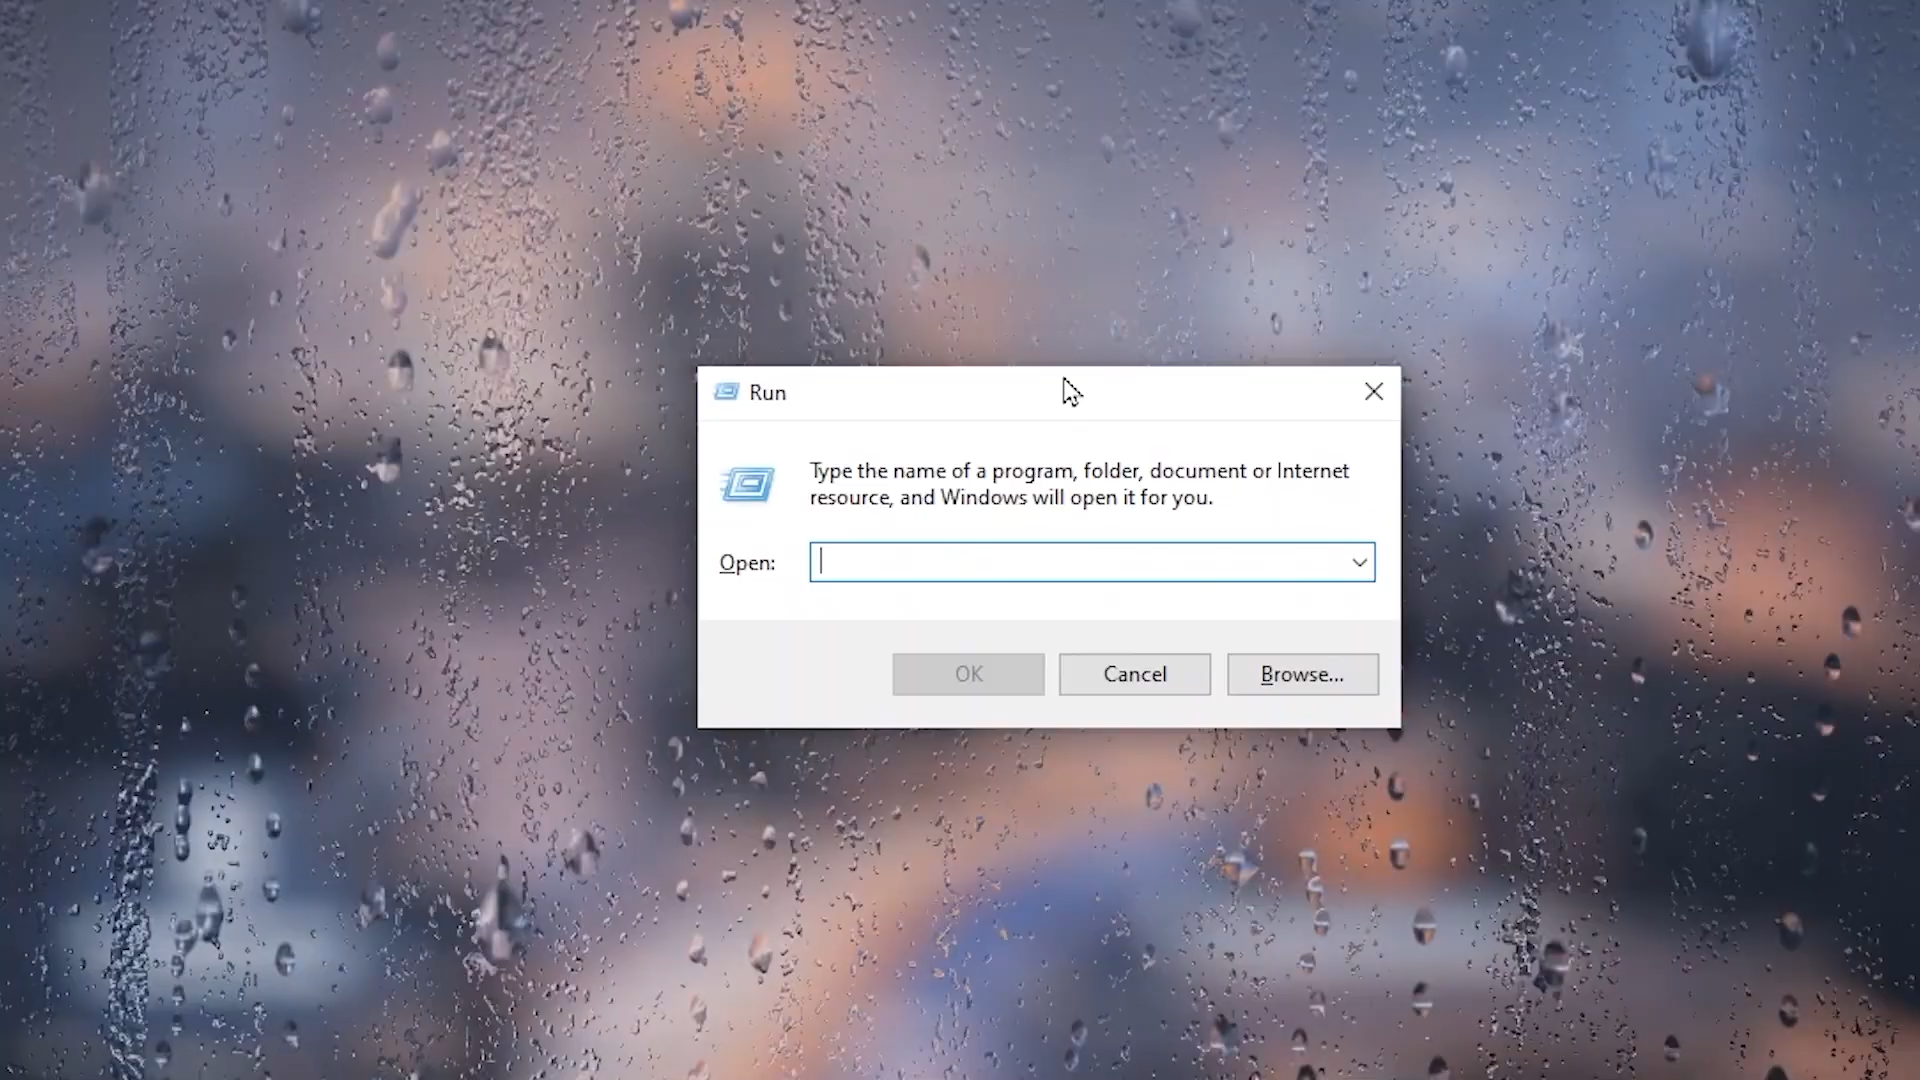 Run
Type the name of a program, folder, document or Internet
resource, and Windows will open it for you.
Open:
OK
Cancel
Browse...